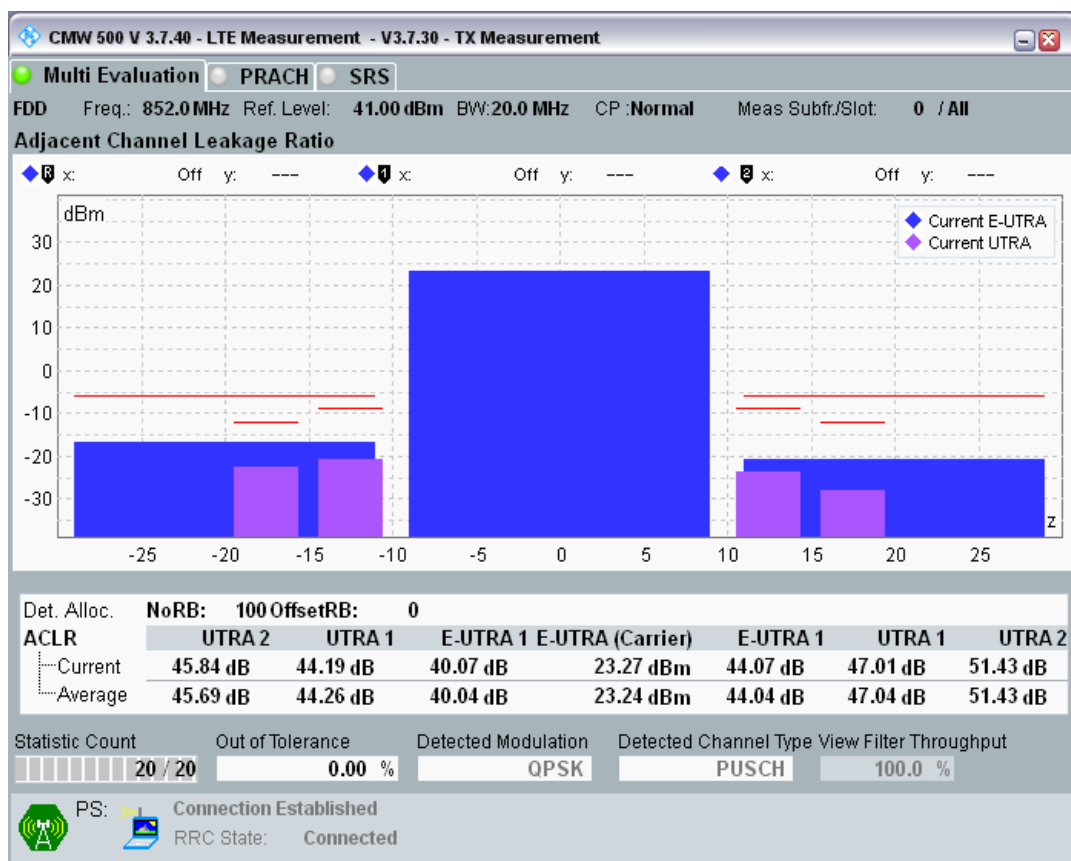 CMW 500 V 3.7.40 - LTE Measurement - V3.7.30 - TX Measurement
Multi Evaluation PRACH SRS
FDD Freq.: 852.0 MHz Ref. Level: 41.00 dBm BW:20.0 MHz CP :Normal Meas Subfr./Slot: 0 / All
Adjacent Channel Leakage Ratio
R x: Off y: --- 1 x: Off y: --- 2 x: Off y: ---
dBm
Current E-UTRA
Current UTRA
30
20
10
0
-10
-20
-30
z
-25 -20 -15 -10 -5 0 5 10 15 20 25
Det. Alloc. NoRB: 100 OffsetRB: 0
ACLR UTRA 2 UTRA 1 E-UTRA 1 E-UTRA (Carrier) E-UTRA 1 UTRA 1 UTRA 2
Current 45.84 dB 44.19 dB 40.07 dB 23.27 dBm 44.07 dB 47.01 dB 51.43 dB
Average 45.69 dB 44.26 dB 40.04 dB 23.24 dBm 44.04 dB 47.04 dB 51.43 dB
Statistic Count Out of Tolerance Detected Modulation Detected Channel Type View Filter Throughput
20 / 20 0.00 % QPSK PUSCH 100.0 %
PS: Connection Established
RRC State: Connected